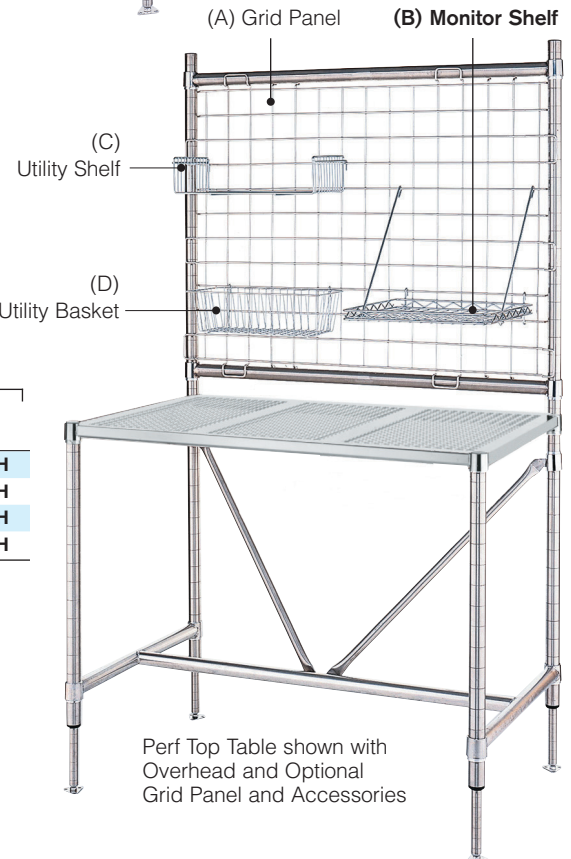 (A) Grid Panel
(B) Monitor Shelf
(C)
Utility Shelf
(D)
Utility Basket
H
H
H
H
Perf Top Table shown with
Overhead and Optional
Grid Panel and Accessories